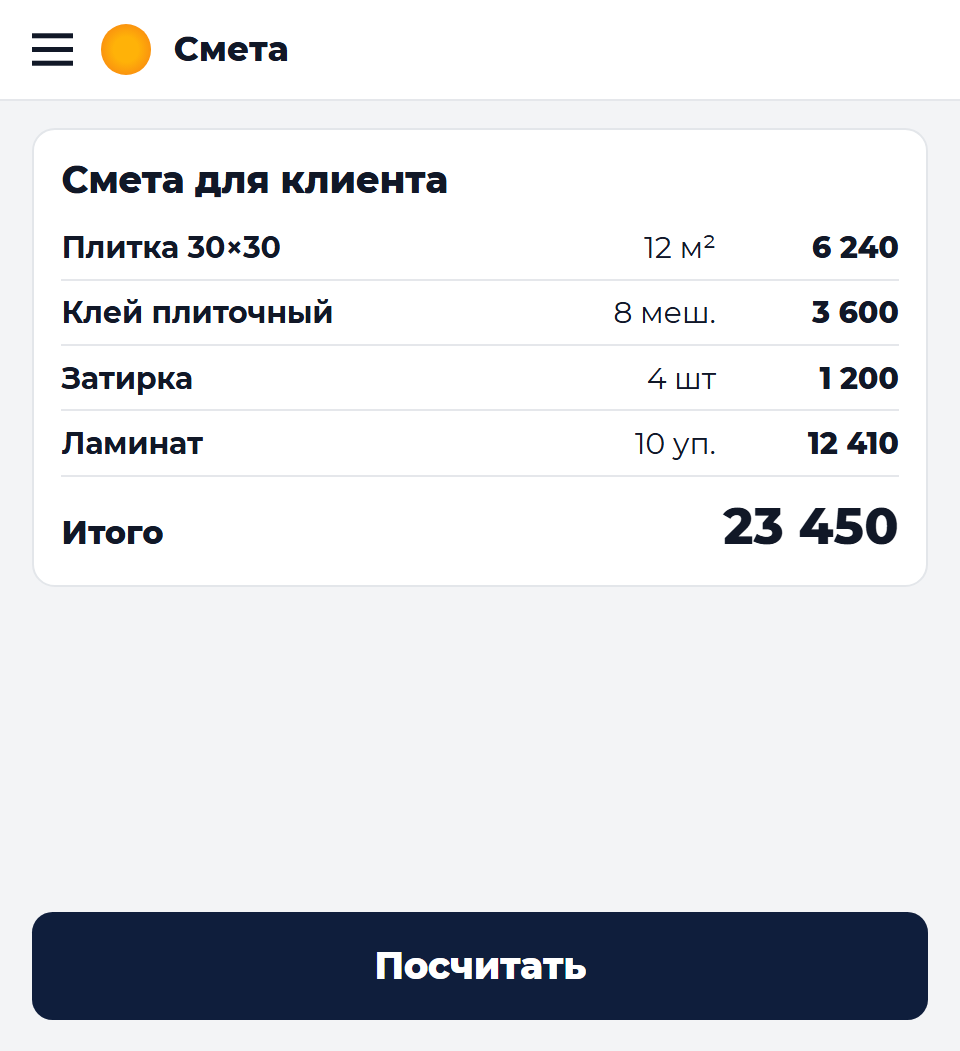 Смета
Смета для клиента
Плитка 30×30 12 м² 6 240
Клей плиточный 8 меш. 3 600
Затирка 4 шт 1 200
Ламинат 10 уп. 12 410
Итого 23 450
Посчитать